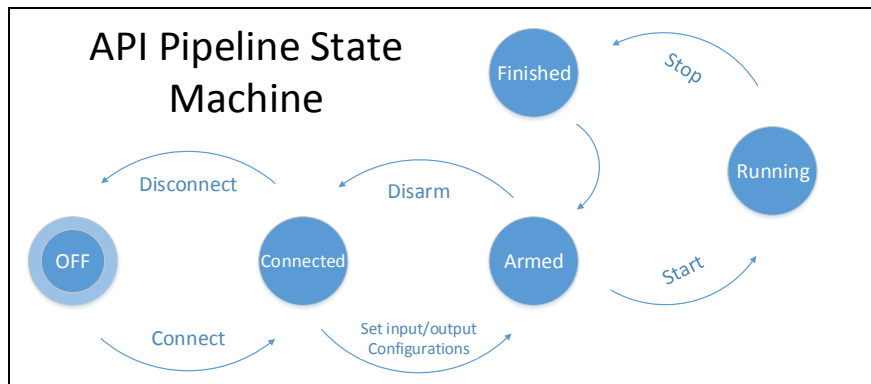 API Pipeline State
Machine
Finished
Stop
Running
Disconnect
Disarm
OFF
Connected
Armed
Start
Connect
Set input/output
Configurations